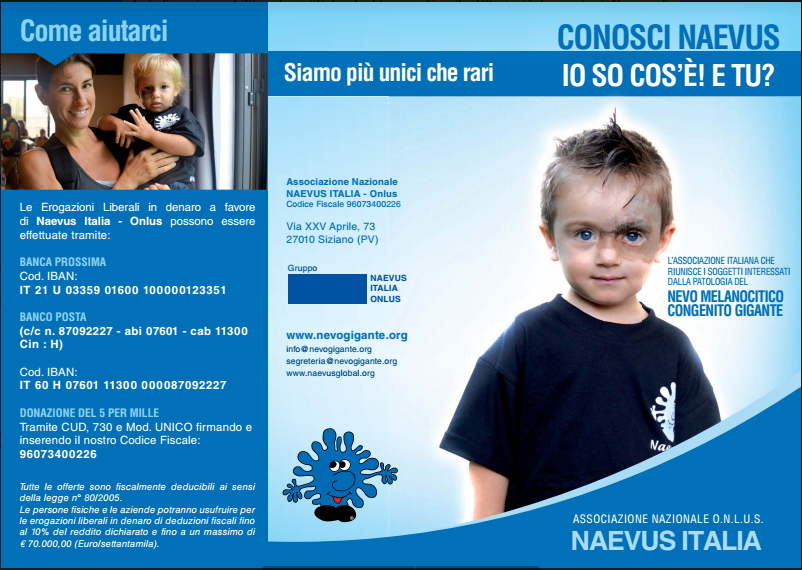 Come aiutarci
Le Erogazioni Liberali in denaro a favore
di Naevus Italia - Onlus possono essere
effettuate tramite:
BANCA PROSSIMA
Cod. IBAN:
IT 21 U 03359 01600 100000123351
BANCO POSTA
(c/c n. 87092227 - abi 07601 - cab 11300
Cin : H)
Cod. IBAN:
IT 60 H 07601 11300 000087092227
DONAZIONE DEL 5 PER MILLE
Tramite CUD, 730 e Mod. UNICO firmando e
inserendo il nostro Codice Fiscale:
96073400226
Tutte le offerte sono fiscalmente deducibili ai sensi
della legge n° 80/2005.
Le persone fisiche e le aziende potranno usufruire per
le erogazioni liberali in denaro di deduzioni fiscali fino
al 10% del reddito dichiarato e fino a un massimo di
€ 70.000,00 (Euro/settantamila).
Siamo più unici che rari
Associazione Nazionale
NAEVUS ITALIA - Onlus
Codice Fiscale 96073400226
Via XXV Aprile, 73
27010 Siziano (PV)
Gruppo
NAEVUS
ITALIA
ONLUS
www.nevogigante.org
info@nevogigante.org
segreteria@nevogigante.org
www.naevusglobal.org
CONOSCI NAEVUS
IO SO COS'È! E TU?
L'ASSOCIAZIONE ITALIANA CHE
RIUNISCE I SOGGETTI INTERESSATI
DALLA PATOLOGIA DEL
NEVO MELANOCITICO
CONGENITO GIGANTE
ASSOCIAZIONE NAZIONALE O.N.L.U.S.
NAEVUS ITALIA